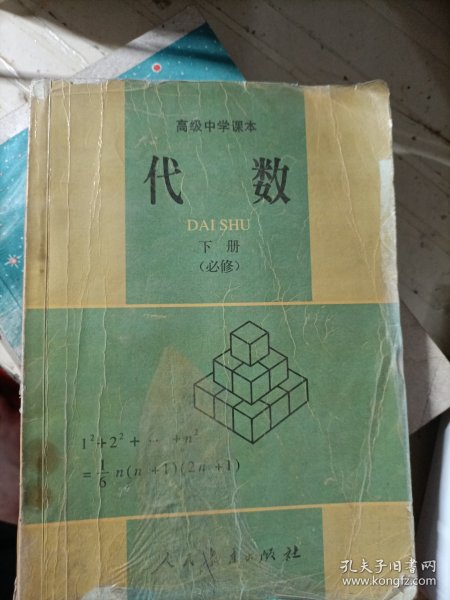 高级中学课本
代数
DAI SHU
下册
（必修）
1²+2²+ ··· +n²
= 1/6 n(n+1)(2n+1)
人民教育出版社
孔夫子旧书网
www.kongfz.com